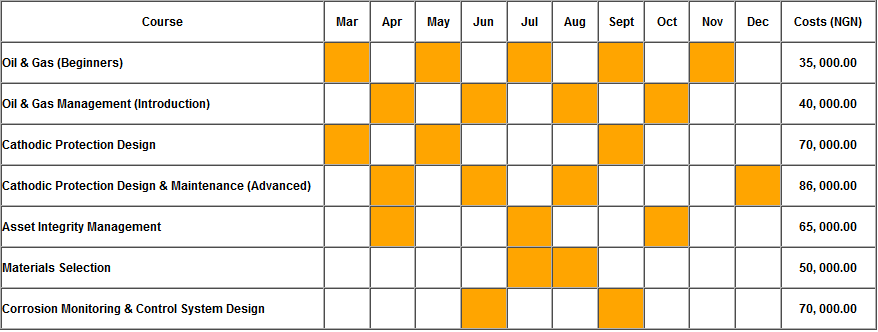 Course Mar Apr May Jun Jul Aug Sept Oct Nov Dec Costs (NGN)
Oil & Gas (Beginners) 35, 000.00
Oil & Gas Management (Introduction) 40, 000.00
Cathodic Protection Design 70, 000.00
Cathodic Protection Design & Maintenance (Advanced) 86, 000.00
Asset Integrity Management 65, 000.00
Materials Selection 50, 000.00
Corrosion Monitoring & Control System Design 70, 000.00